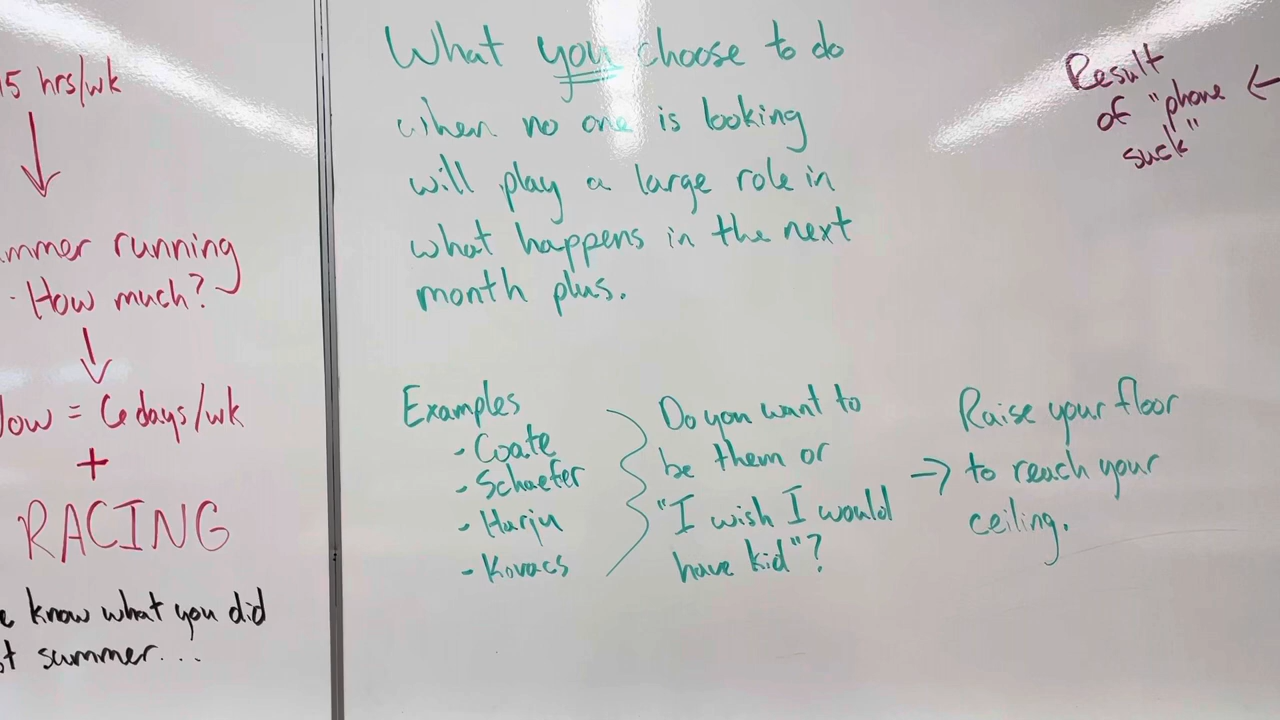 15 hrs/wk
running
How much?
= 6 days/wk
+
RACING
know what you did
summer...
What you choose to do
when no one is looking
will play a large role in
what happens in the next
month plus.
Examples
- Coate
- Schaefer
- Harju
- Kovacs
Do you want to
be them or
"I wish I would
have kid"?
→ Raise your floor
to reach your
ceiling.
Result
of "phone ←
suck"